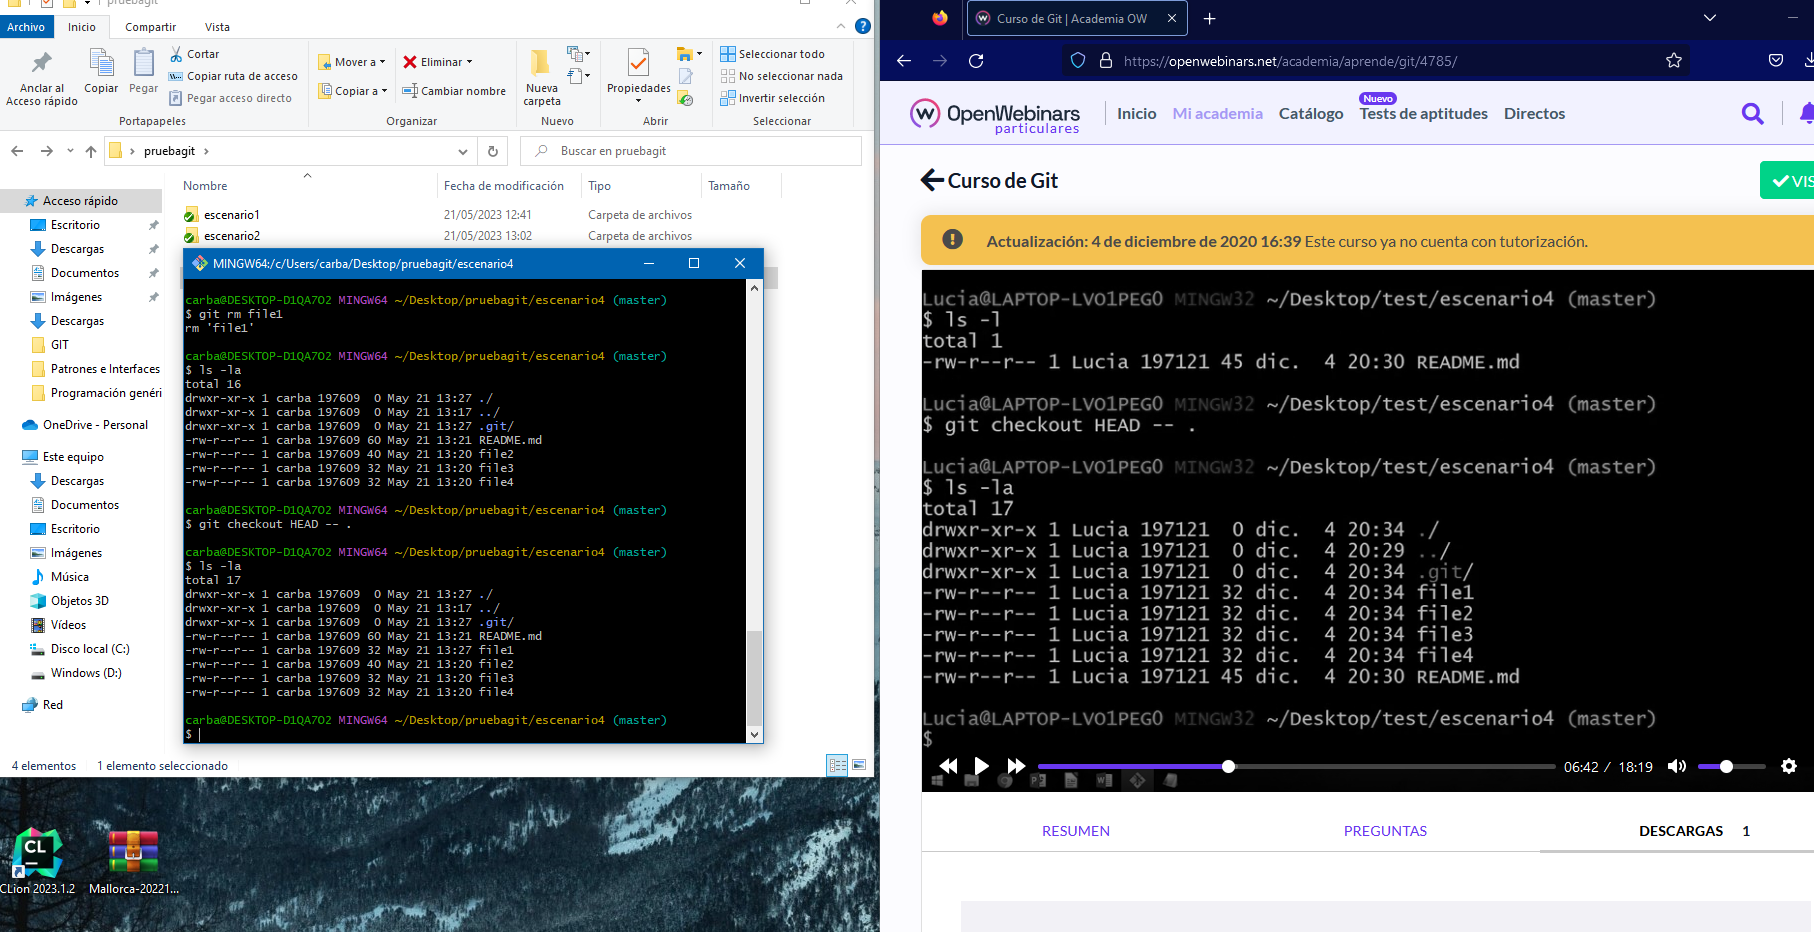 pruebagit
Archivo
Inicio
Compartir
Vista
Anclar al
Acceso rápido
Copiar
Pegar
Cortar
Copiar ruta de acceso
Pegar acceso directo
Portapapeles
Mover a
Copiar a
Eliminar
Cambiar nombre
Organizar
Nueva
carpeta
Nuevo
Propiedades
Abrir
Seleccionar todo
No seleccionar nada
Invertir selección
Seleccionar
pruebagit
Buscar en pruebagit
Nombre Fecha de modificación Tipo Tamaño
escenario1 21/05/2023 12:41 Carpeta de archivos
escenario2 21/05/2023 13:02 Carpeta de archivos
Acceso rápido
Escritorio
Descargas
Documentos
Imágenes
Descargas
GIT
Patrones e Interfaces
Programación genéri
OneDrive - Personal
Este equipo
Descargas
Documentos
Escritorio
Imágenes
Música
Objetos 3D
Vídeos
Disco local (C:)
Windows (D:)
Red
4 elementos 1 elemento seleccionado
MINGW64:/c/Users/carba/Desktop/pruebagit/escenario4
carba@DESKTOP-D1QA7O2 MINGW64 ~/Desktop/pruebagit/escenario4 (master)
$ git rm file1
rm 'file1'
carba@DESKTOP-D1QA7O2 MINGW64 ~/Desktop/pruebagit/escenario4 (master)
$ ls -la
total 16
drwxr-xr-x 1 carba 197609 0 May 21 13:27 ./
drwxr-xr-x 1 carba 197609 0 May 21 13:17 ../
drwxr-xr-x 1 carba 197609 0 May 21 13:27 .git/
-rw-r--r-- 1 carba 197609 60 May 21 13:21 README.md
-rw-r--r-- 1 carba 197609 40 May 21 13:20 file2
-rw-r--r-- 1 carba 197609 32 May 21 13:20 file3
-rw-r--r-- 1 carba 197609 32 May 21 13:20 file4
carba@DESKTOP-D1QA7O2 MINGW64 ~/Desktop/pruebagit/escenario4 (master)
$ git checkout HEAD -- .
carba@DESKTOP-D1QA7O2 MINGW64 ~/Desktop/pruebagit/escenario4 (master)
$ ls -la
total 17
drwxr-xr-x 1 carba 197609 0 May 21 13:27 ./
drwxr-xr-x 1 carba 197609 0 May 21 13:17 ../
drwxr-xr-x 1 carba 197609 0 May 21 13:27 .git/
-rw-r--r-- 1 carba 197609 60 May 21 13:21 README.md
-rw-r--r-- 1 carba 197609 32 May 21 13:27 file1
-rw-r--r-- 1 carba 197609 40 May 21 13:20 file2
-rw-r--r-- 1 carba 197609 32 May 21 13:20 file3
-rw-r--r-- 1 carba 197609 32 May 21 13:20 file4
carba@DESKTOP-D1QA7O2 MINGW64 ~/Desktop/pruebagit/escenario4 (master)
$
CL
CLion 2023.1.2
Mallorca-20221...
Curso de Git | Academia OW
https://openwebinars.net/academia/aprende/git/4785/
OpenWebinars
particulares
Inicio
Mi academia
Catálogo
Nuevo
Tests de aptitudes
Directos
Curso de Git
VIS
Actualización: 4 de diciembre de 2020 16:39 Este curso ya no cuenta con tutorización.
Lucia@LAPTOP-LVO1PEG0 MINGW32 ~/Desktop/test/escenario4 (master)
$ ls -l
total 1
-rw-r--r-- 1 Lucia 197121 45 dic. 4 20:30 README.md
Lucia@LAPTOP-LVO1PEG0 MINGW32 ~/Desktop/test/escenario4 (master)
$ git checkout HEAD -- .
Lucia@LAPTOP-LVO1PEG0 MINGW32 ~/Desktop/test/escenario4 (master)
$ ls -la
total 17
drwxr-xr-x 1 Lucia 197121 0 dic. 4 20:34 ./
drwxr-xr-x 1 Lucia 197121 0 dic. 4 20:29 ../
drwxr-xr-x 1 Lucia 197121 0 dic. 4 20:34 .git/
-rw-r--r-- 1 Lucia 197121 32 dic. 4 20:34 file1
-rw-r--r-- 1 Lucia 197121 32 dic. 4 20:34 file2
-rw-r--r-- 1 Lucia 197121 32 dic. 4 20:34 file3
-rw-r--r-- 1 Lucia 197121 32 dic. 4 20:34 file4
-rw-r--r-- 1 Lucia 197121 45 dic. 4 20:30 README.md
Lucia@LAPTOP-LVO1PEG0 MINGW32 ~/Desktop/test/escenario4 (master)
$
06:42 / 18:19
RESUMEN
PREGUNTAS
DESCARGAS 1